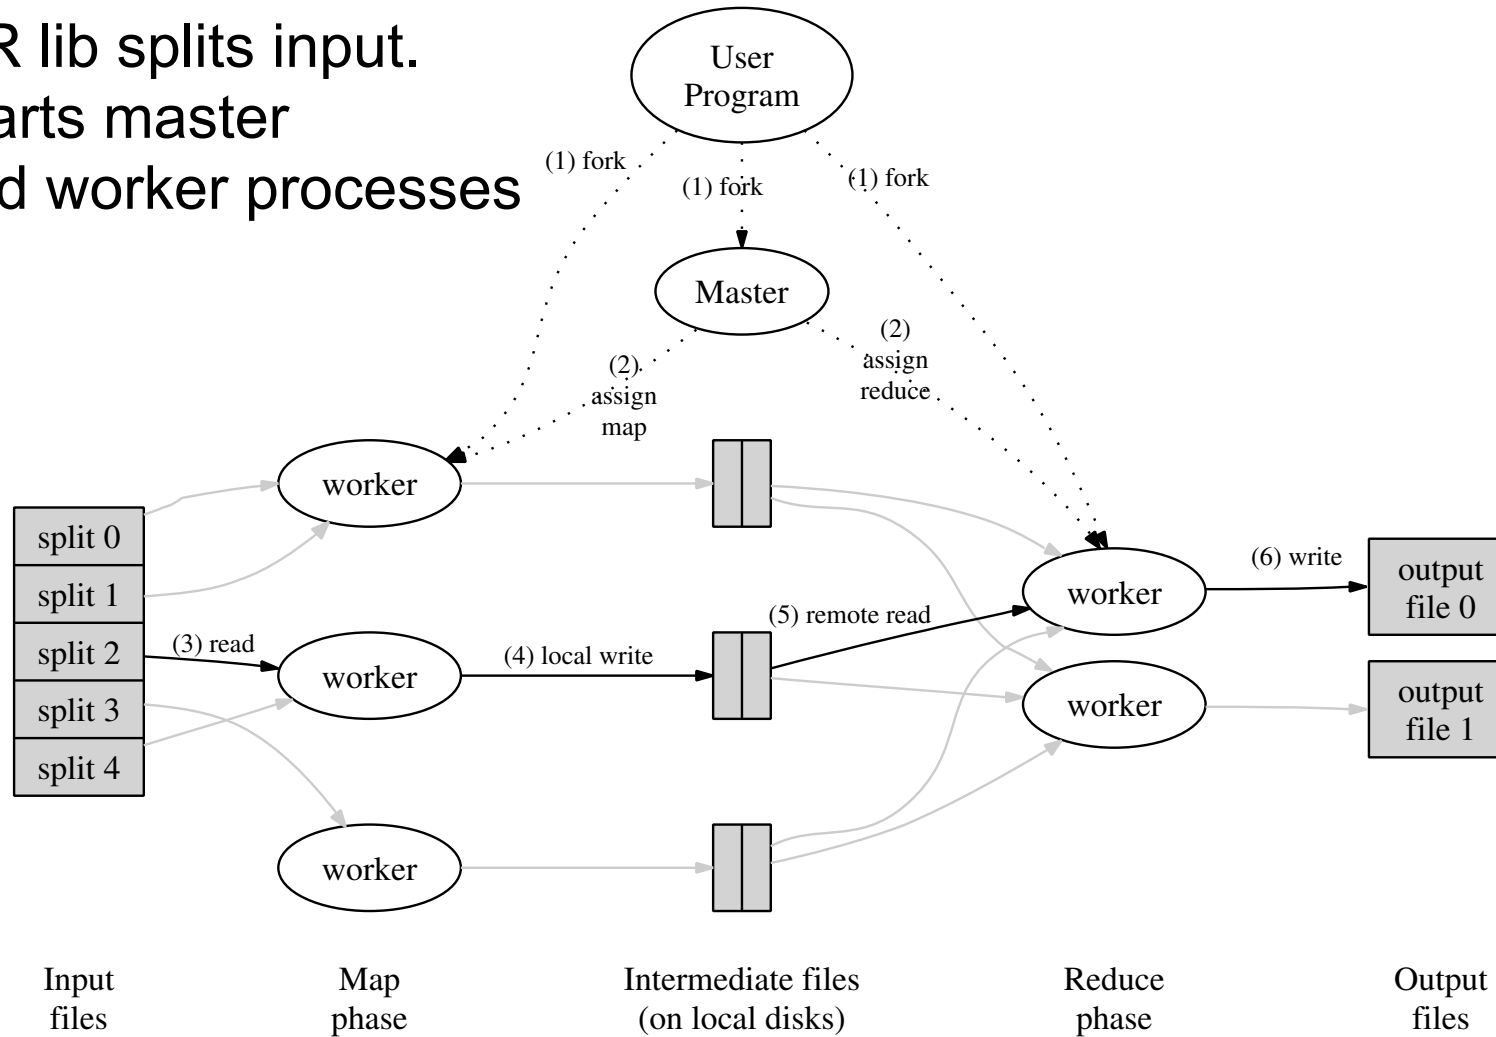 R lib splits input.
arts master
d worker processes
User
Program
(1) fork
(1) fork
(1) fork
Master
(2)
assign
map
(2)
assign
reduce
worker
split 0
split 1
split 2
split 3
split 4
(3) read
worker
(4) local write
(5) remote read
worker
(6) write
output
file 0
worker
output
file 1
worker
Input
files
Map
phase
Intermediate files
(on local disks)
Reduce
phase
Output
files